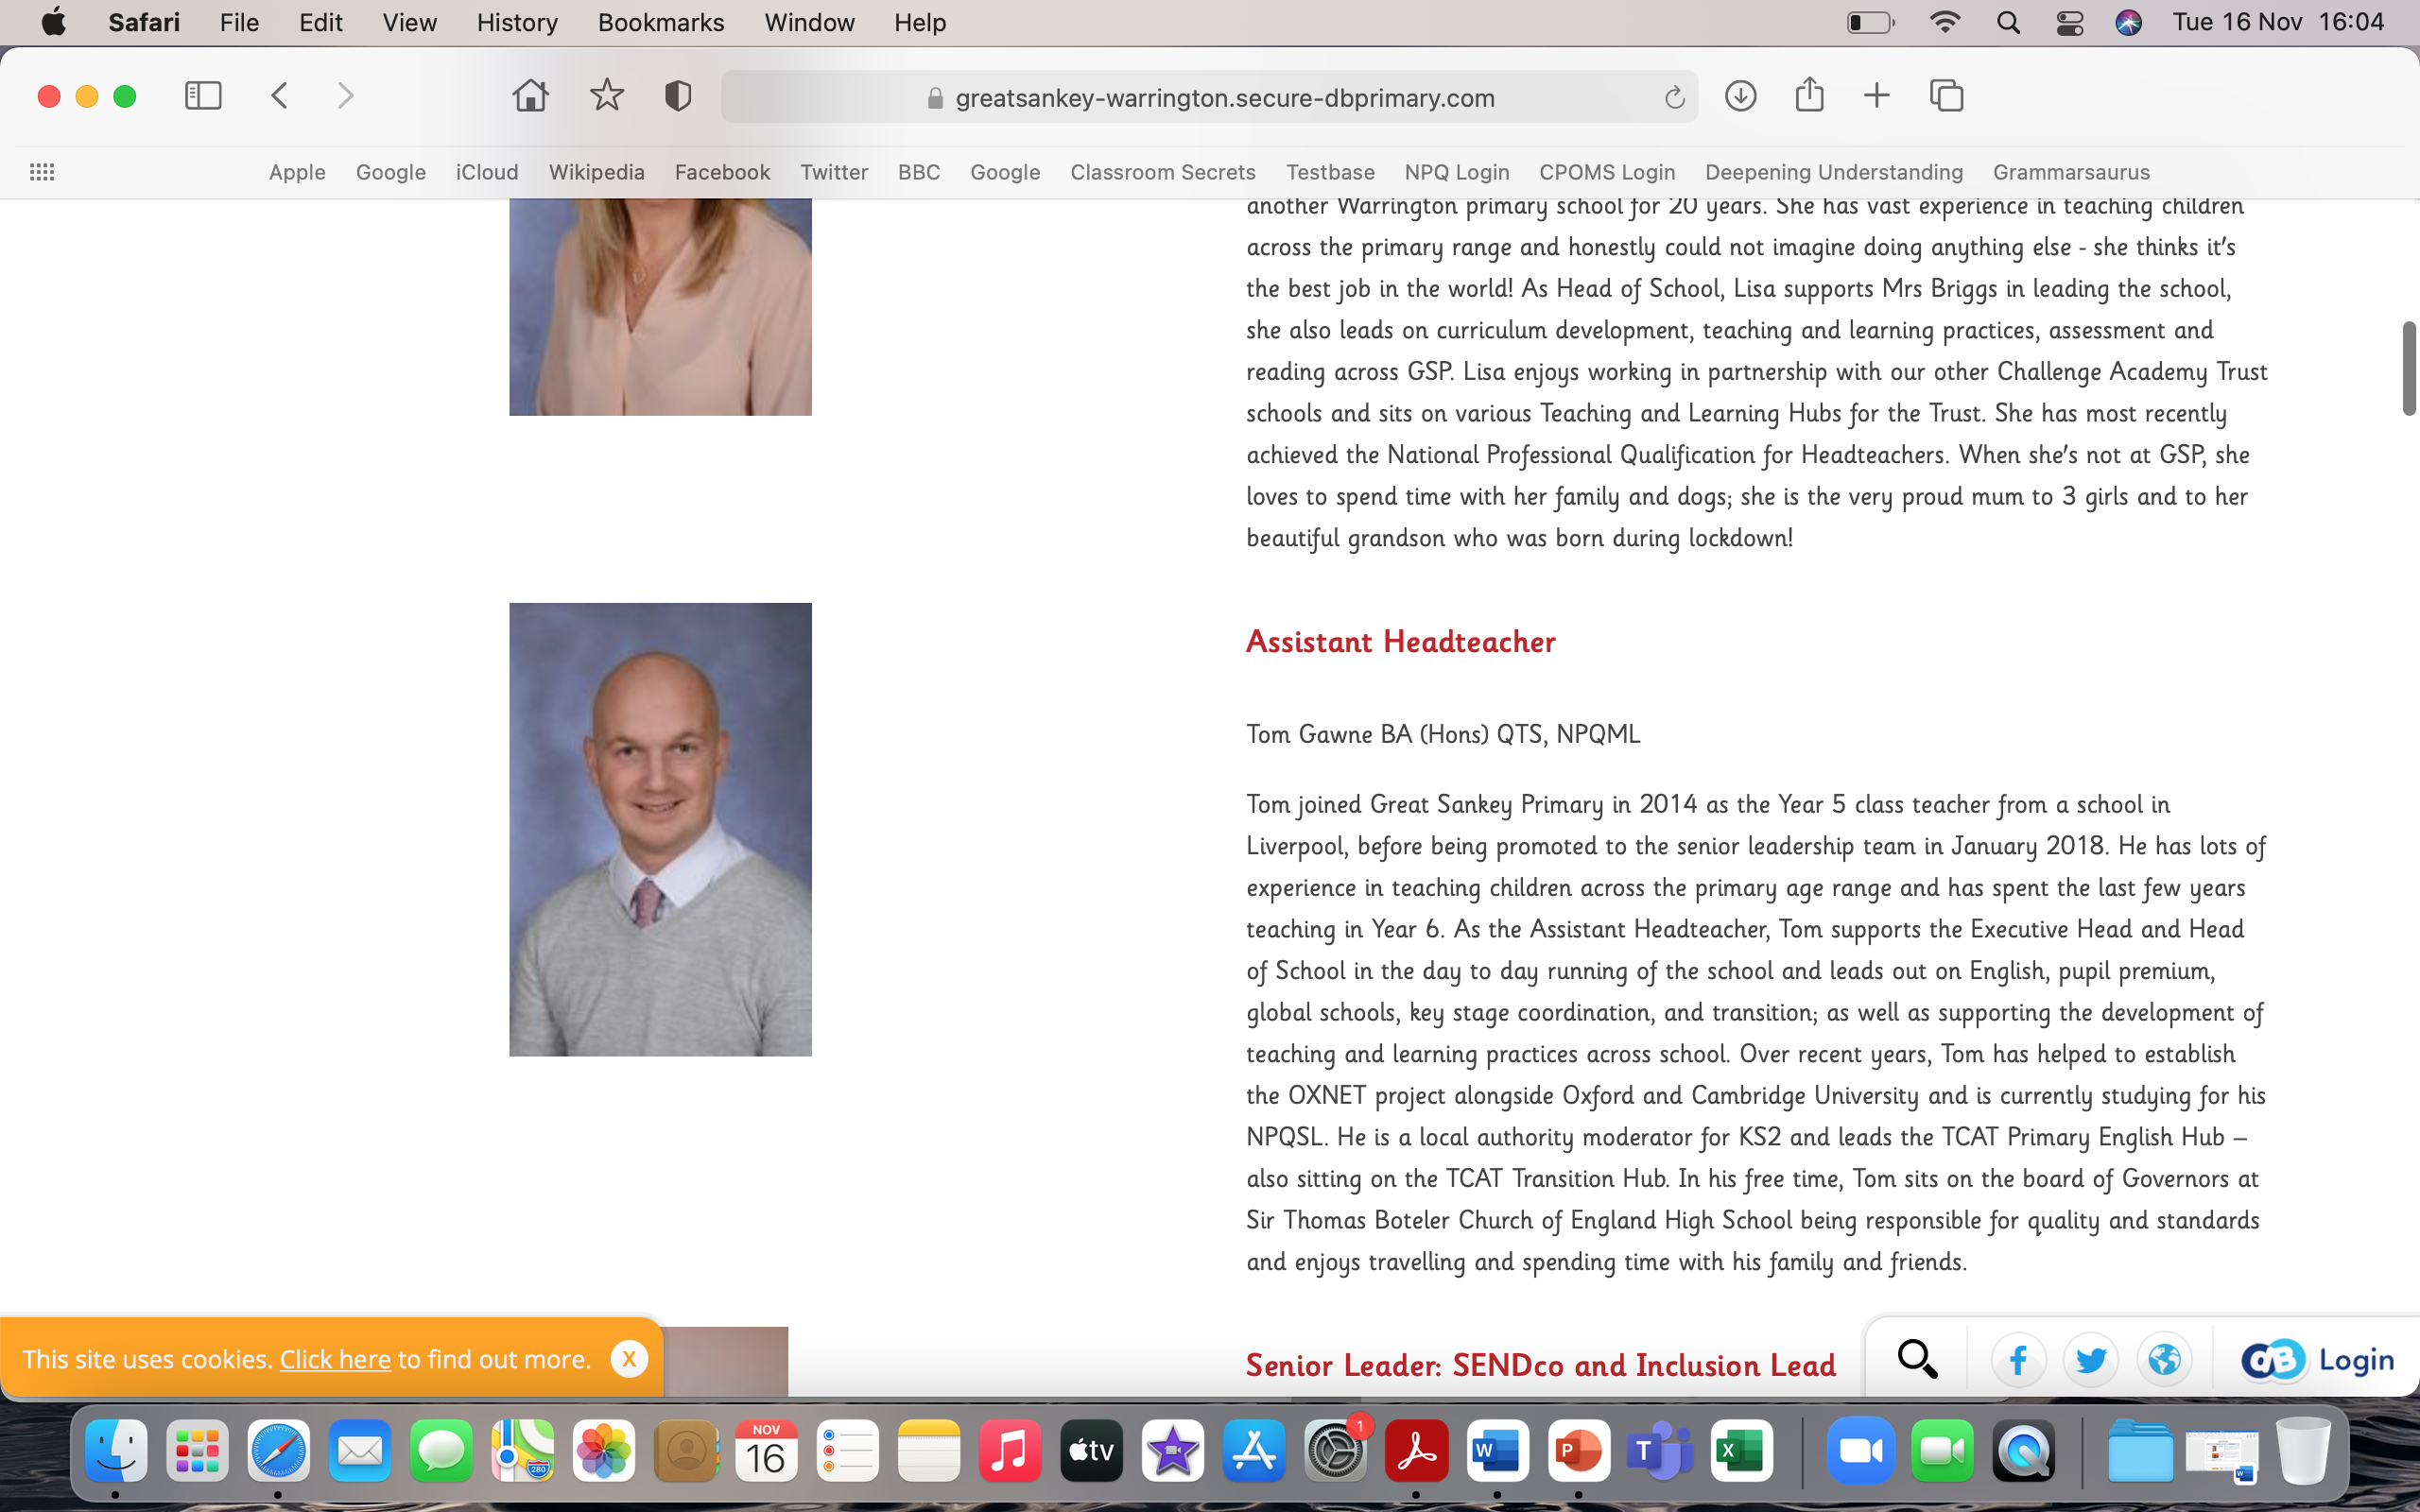 Safari File Edit View History Bookmarks Window Help Tue 16 Nov 16:04
greatsankey-warrington.secure-dbprimary.com
Apple Google iCloud Wikipedia Facebook Twitter BBC Google Classroom Secrets Testbase NPQ Login CPOMS Login Deepening Understanding Grammarsaurus
another Warrington primary school for 20 years. She has vast experience in teaching children
across the primary range and honestly could not imagine doing anything else - she thinks it's
the best job in the world! As Head of School, Lisa supports Mrs Briggs in leading the school,
she also leads on curriculum development, teaching and learning practices, assessment and
reading across GSP. Lisa enjoys working in partnership with our other Challenge Academy Trust
schools and sits on various Teaching and Learning Hubs for the Trust. She has most recently
achieved the National Professional Qualification for Headteachers. When she's not at GSP, she
loves to spend time with her family and dogs; she is the very proud mum to 3 girls and to her
beautiful grandson who was born during lockdown!
Assistant Headteacher
Tom Gawne BA (Hons) QTS, NPQML
Tom joined Great Sankey Primary in 2014 as the Year 5 class teacher from a school in
Liverpool, before being promoted to the senior leadership team in January 2018. He has lots of
experience in teaching children across the primary age range and has spent the last few years
teaching in Year 6. As the Assistant Headteacher, Tom supports the Executive Head and Head
of School in the day to day running of the school and leads out on English, pupil premium,
global schools, key stage coordination, and transition; as well as supporting the development of
teaching and learning practices across school. Over recent years, Tom has helped to establish
the OXNET project alongside Oxford and Cambridge University and is currently studying for his
NPQSL. He is a local authority moderator for KS2 and leads the TCAT Primary English Hub –
also sitting on the TCAT Transition Hub. In his free time, Tom sits on the board of Governors at
Sir Thomas Boteler Church of England High School being responsible for quality and standards
and enjoys travelling and spending time with his family and friends.
Senior Leader: SENDco and Inclusion Lead
This site uses cookies. Click here to find out more. X
dB Login
280
NOV
16
tv
1
W
P
T
X
W